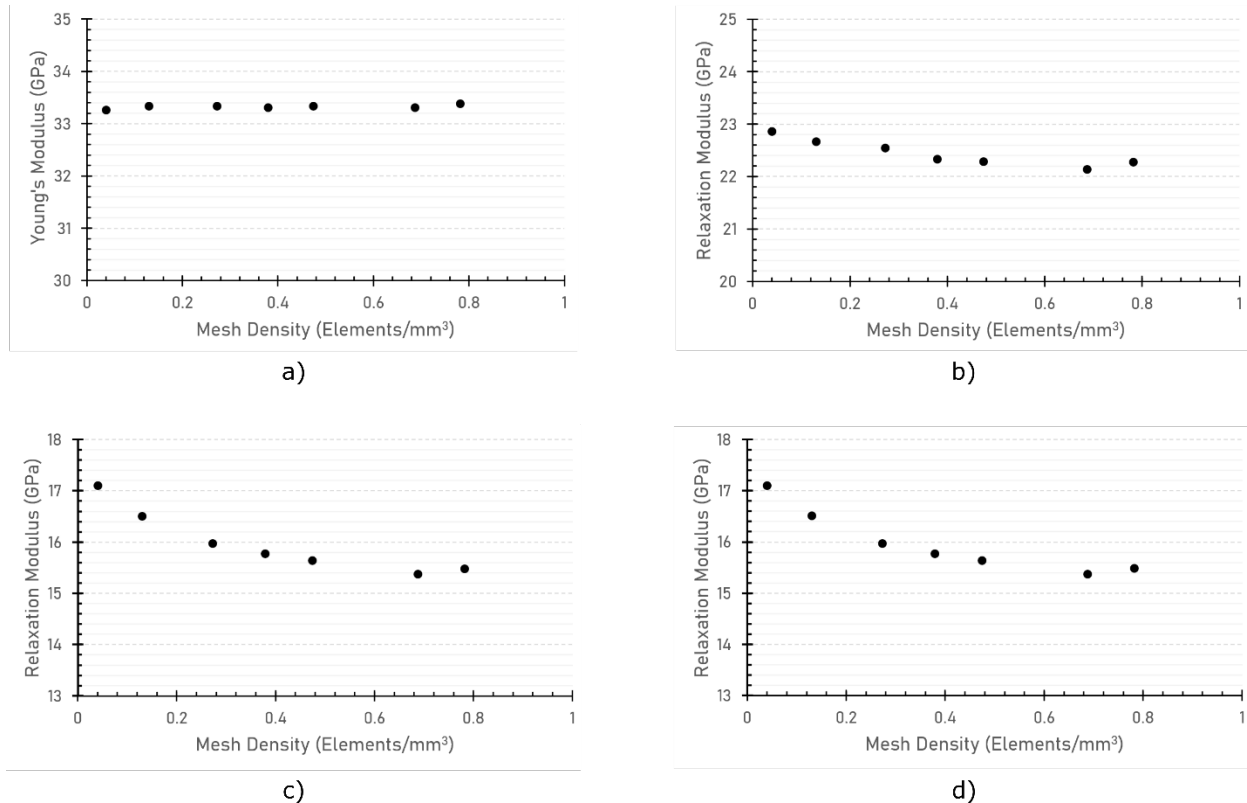 35
34
33
32
31
30
Young's Modulus (GPa)
0 0.2 0.4 0.6 0.8 1
Mesh Density (Elements/mm³)
a)
25
24
23
22
21
20
Relaxation Modulus (GPa)
0 0.2 0.4 0.6 0.8 1
Mesh Density (Elements/mm³)
b)
18
17
16
15
14
13
Relaxation Modulus (GPa)
0 0.2 0.4 0.6 0.8 1
Mesh Density (Elements/mm³)
c)
18
17
16
15
14
13
Relaxation Modulus (GPa)
0 0.2 0.4 0.6 0.8 1
Mesh Density (Elements/mm³)
d)